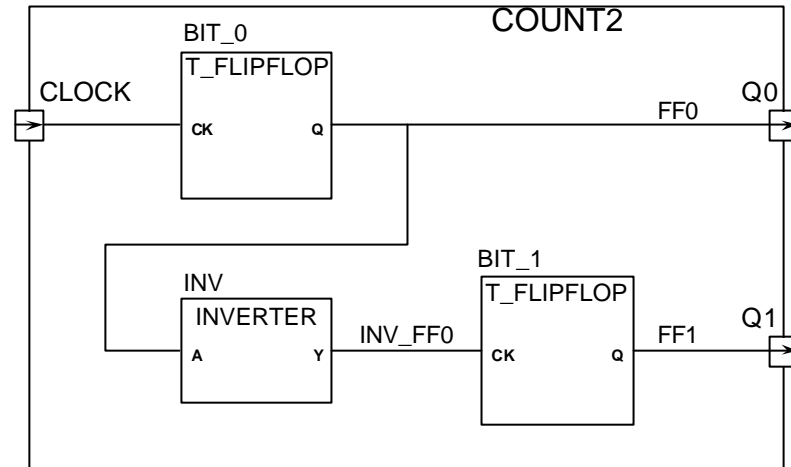 COUNT2
BIT_0
T_FLIPFLOP
CLOCK
CK
Q
FF0
Q0
INV
INVERTER
A
Y
INV_FF0
BIT_1
T_FLIPFLOP
CK
Q
FF1
Q1